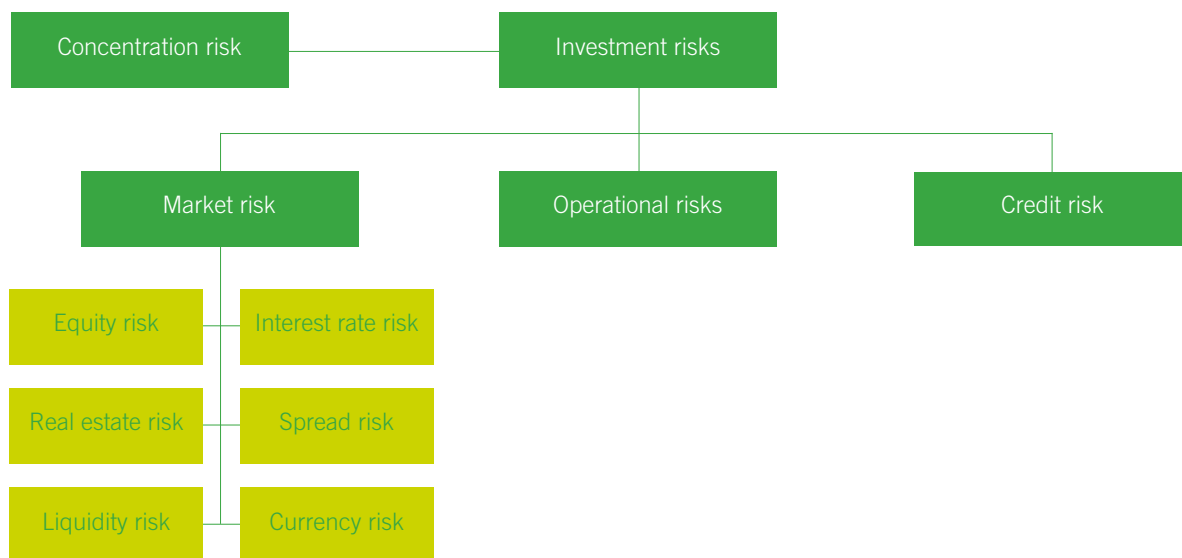 Concentration risk
Investment risks
Market risk
Operational risks
Credit risk
Equity risk
Interest rate risk
Real estate risk
Spread risk
Liquidity risk
Currency risk